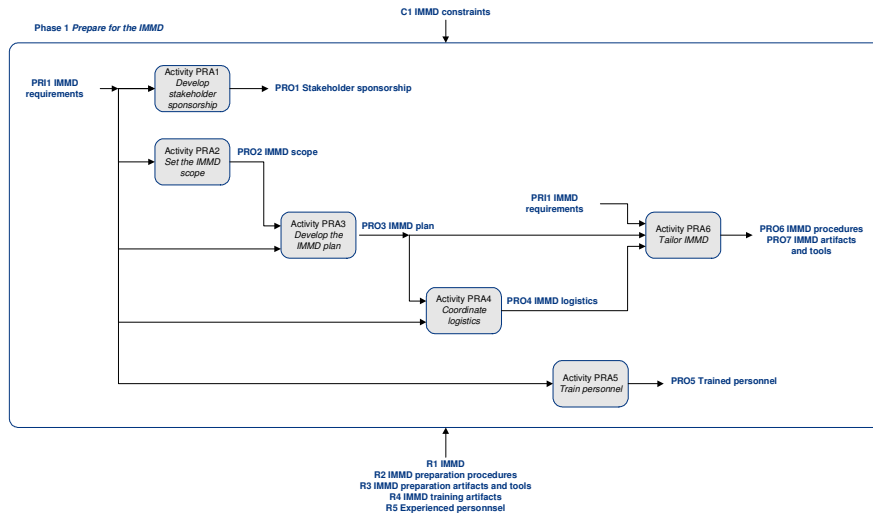 C1 IMMD constraints
Phase 1 Prepare for the IMMD
PRI1 IMMD
requirements
Activity PRA1
Develop
stakeholder
sponsorship
PRO1 Stakeholder sponsorship
Activity PRA2
Set the IMMD
scope
PRO2 IMMD scope
Activity PRA3
Develop the
IMMD plan
PRO3 IMMD plan
PRI1 IMMD
requirements
Activity PRA6
Tailor IMMD
PRO6 IMMD procedures
PRO7 IMMD artifacts
and tools
Activity PRA4
Coordinate
logistics
PRO4 IMMD logistics
Activity PRA5
Train personnel
PRO5 Trained personnel
R1 IMMD
R2 IMMD preparation procedures
R3 IMMD preparation artifacts and tools
R4 IMMD training artifacts
R5 Experienced personnsel